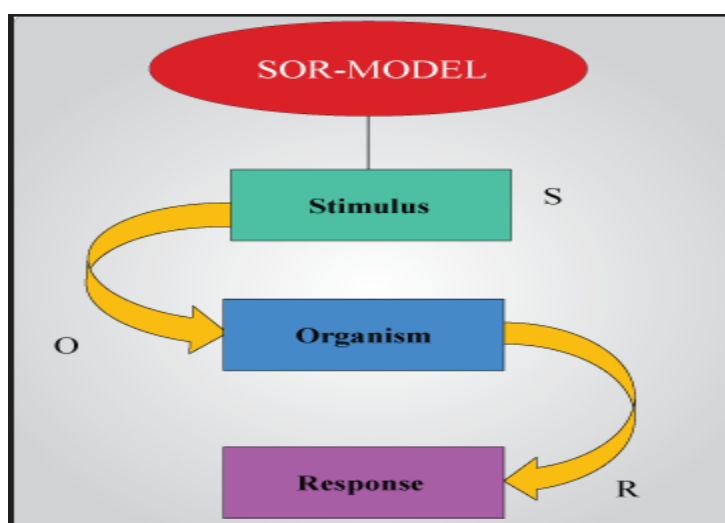 SOR-MODEL
Stimulus
S
Organism
O
Response
R